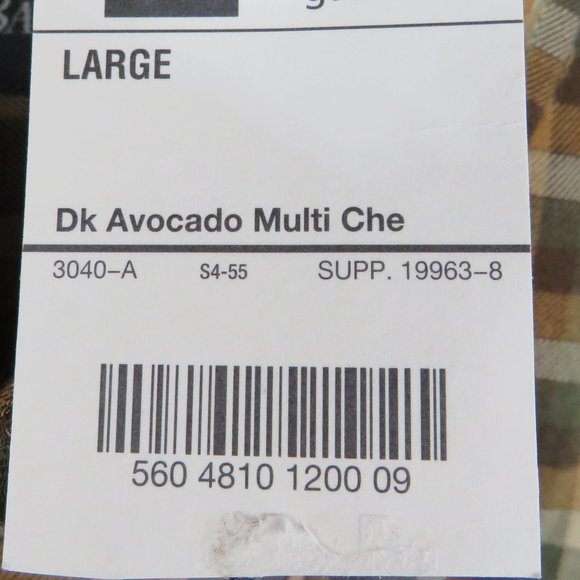 LARGE
Dk Avocado Multi Che
3040-A S4-55 SUPP. 19963-8
560 4810 1200 09